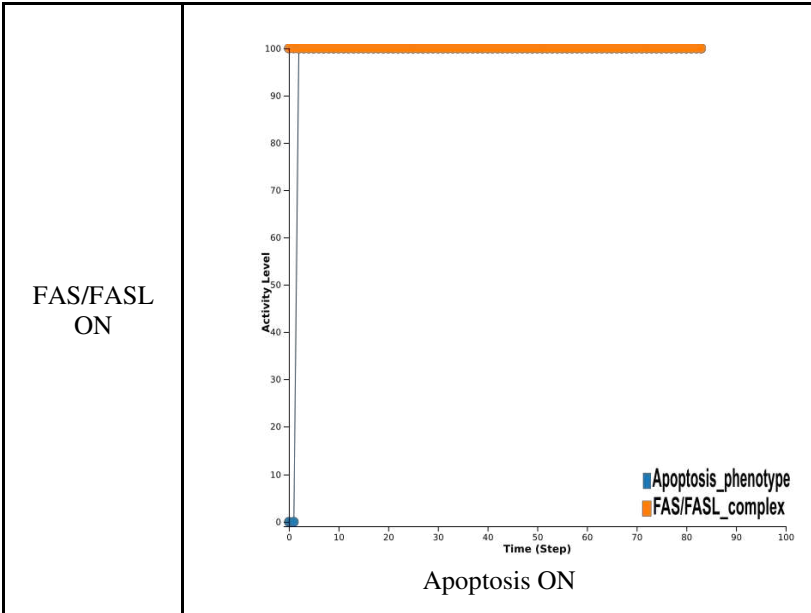 FAS/FASL
ON
100
90
80
70
60
50
40
30
20
10
0
Activity Level
0 10 20 30 40 50 60 70 80 90 100
Time (Step)
Apoptosis_phenotype
FAS/FASL_complex
Apoptosis ON